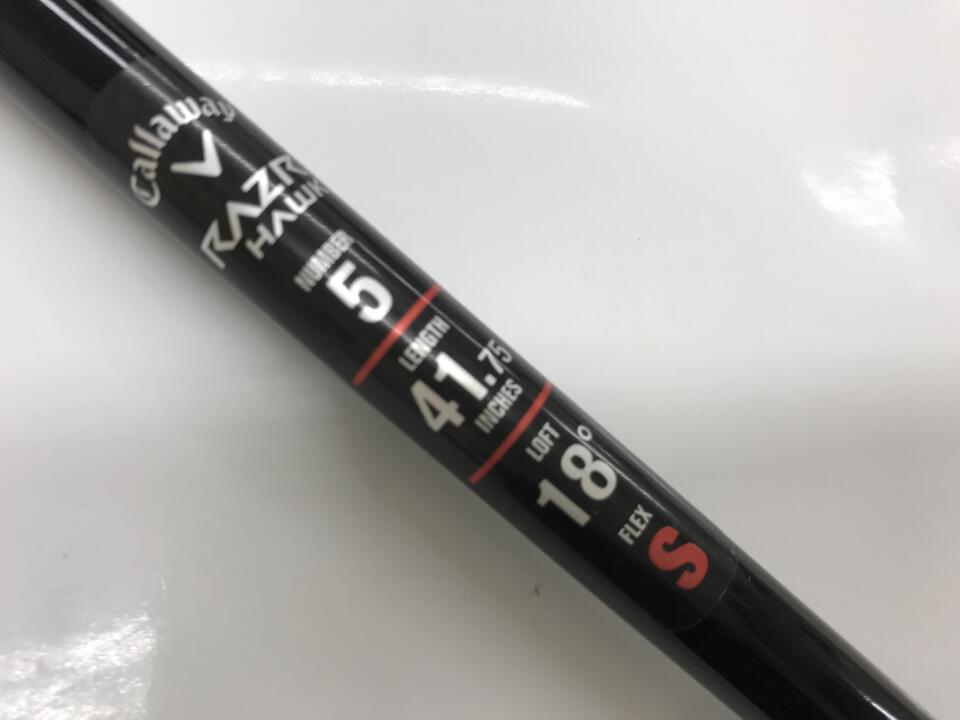 Callaway
RAZR
HAWK
NUMBER
5
LENGTH
41.75
INCHES
LOFT
18°
FLEX
S